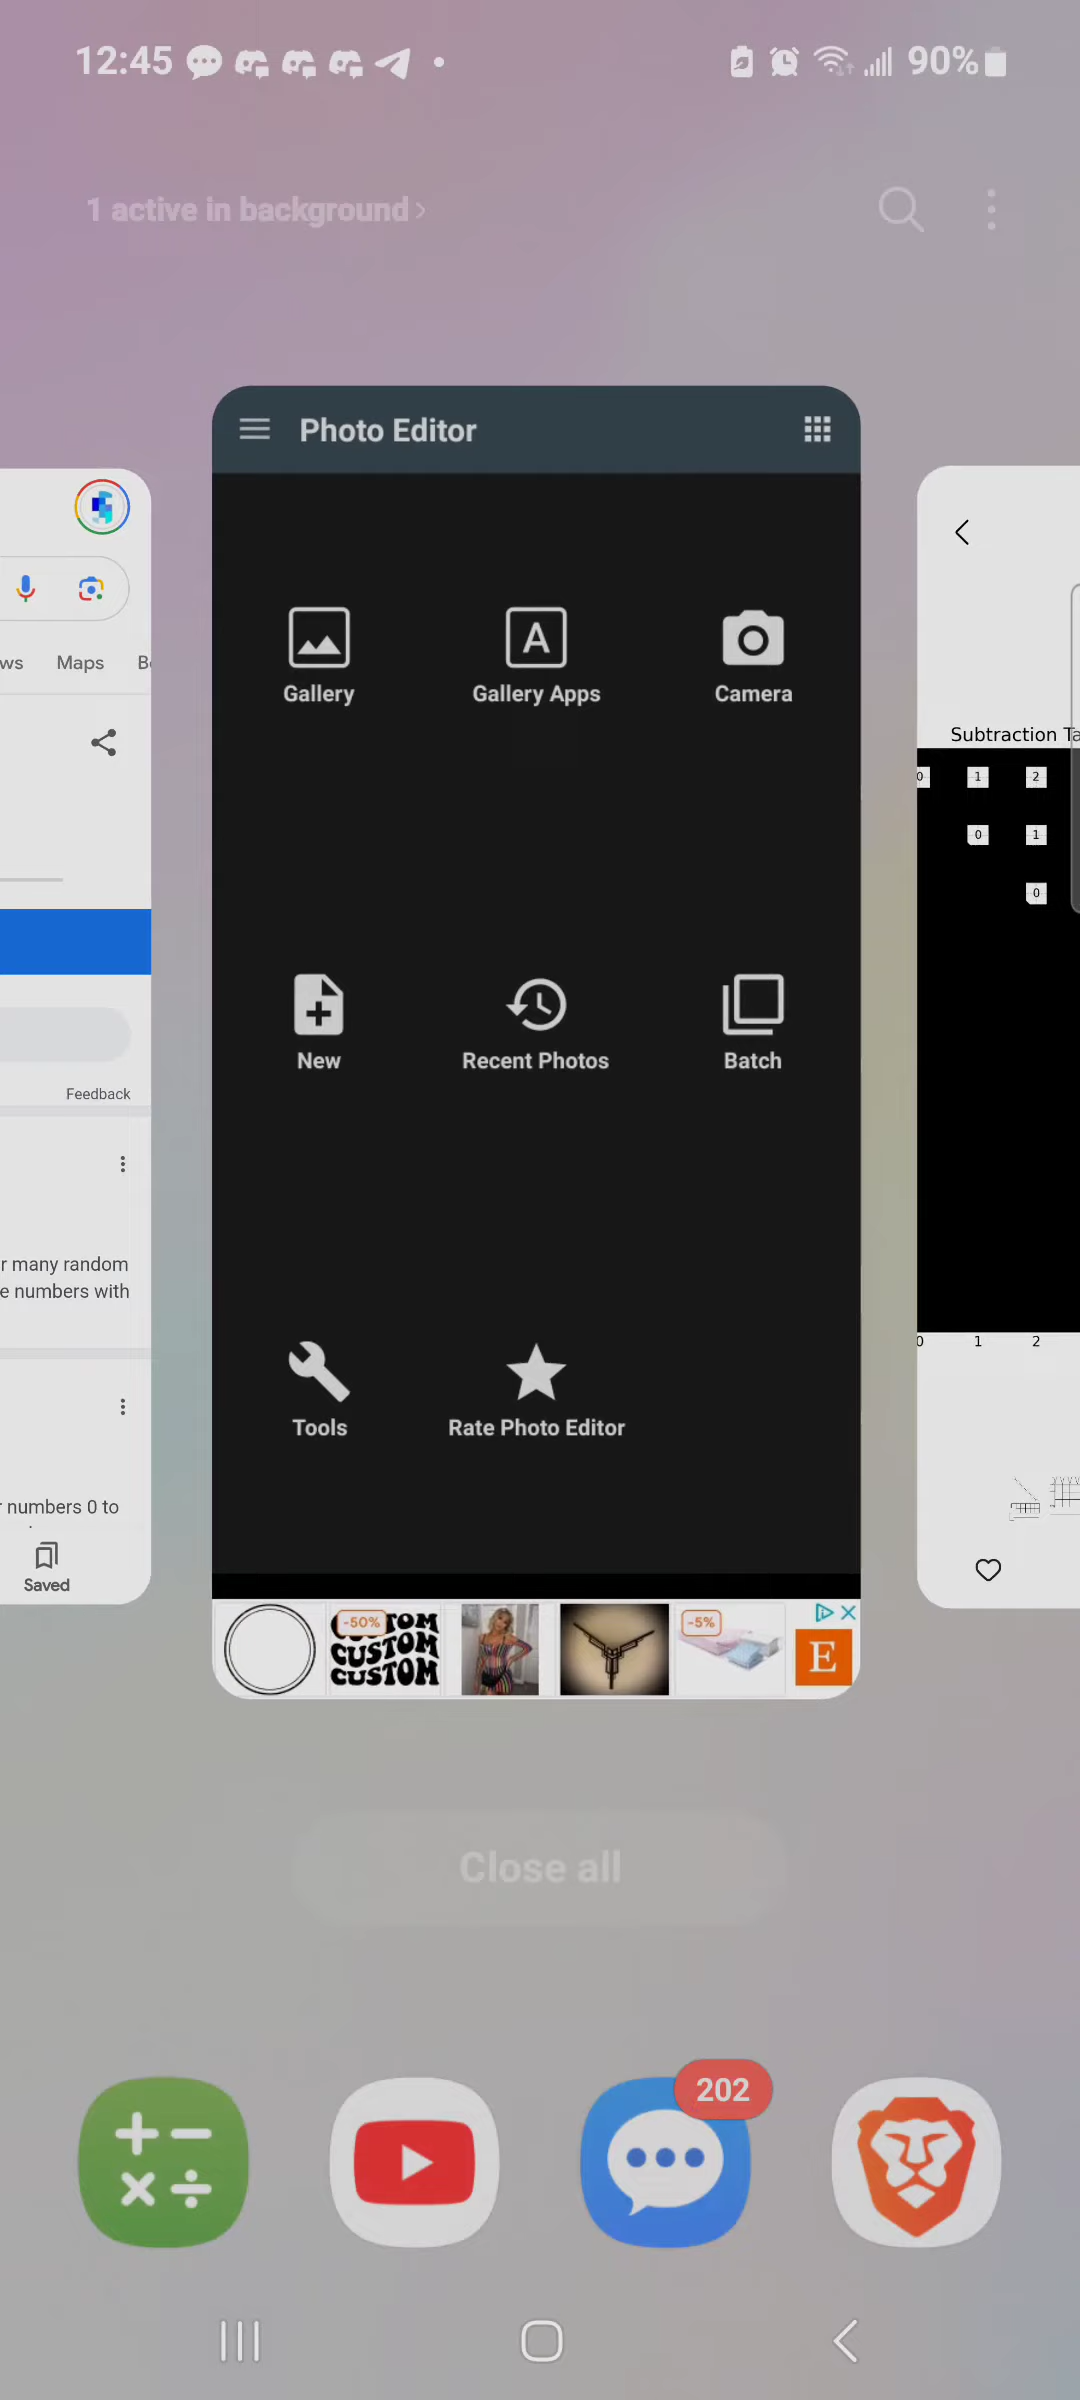 12:45
90%
1 active in background
Photo Editor
Gallery
Gallery Apps
Camera
New
Recent Photos
Batch
Tools
Rate Photo Editor
-50%
CUSTOM
CUSTOM
-5%
E
ws
Maps
Feedback
r many random
e numbers with
r numbers 0 to
Saved
Subtraction Ta
0 1 2
0 1
0
0 1 2
Close all
202